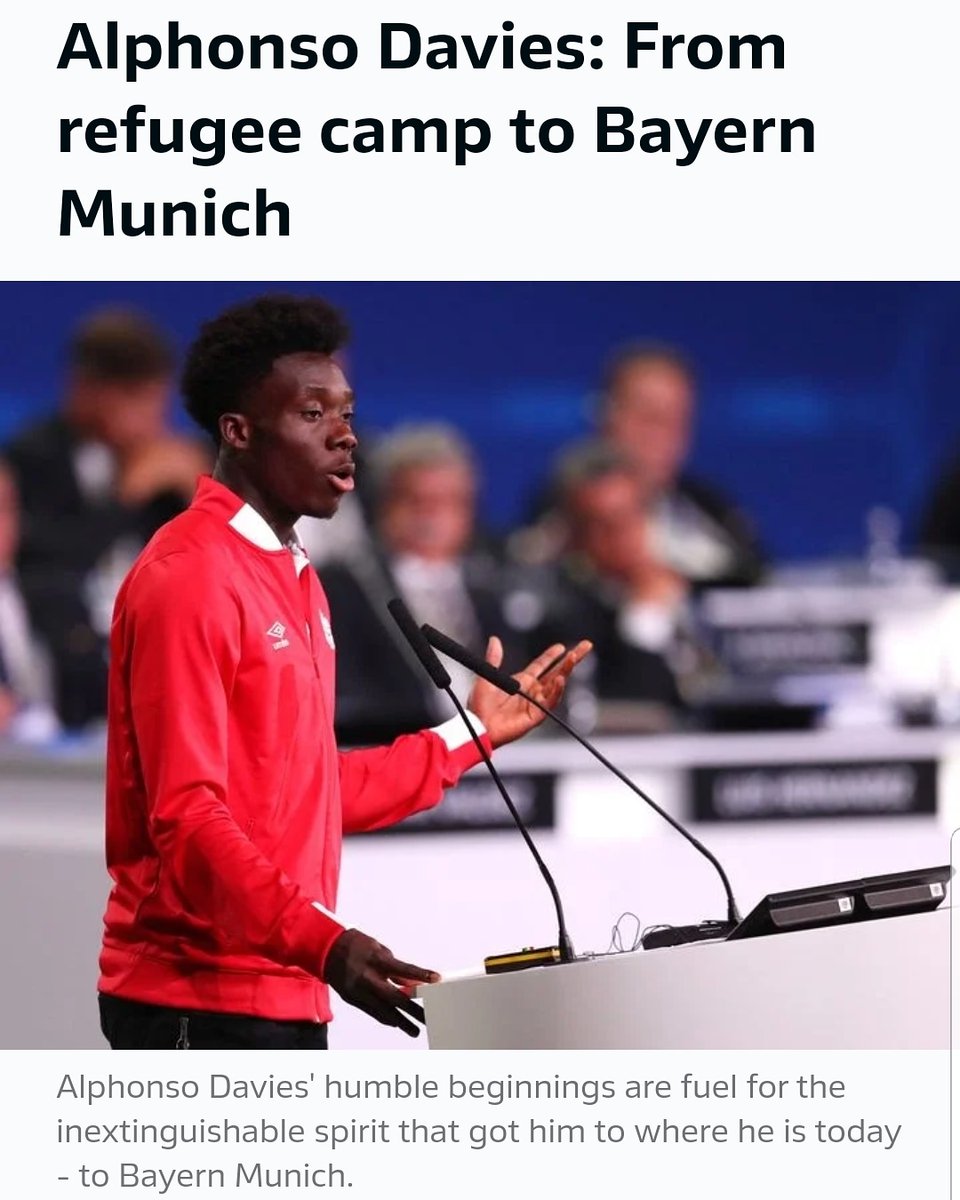 Alphonso Davies: From
refugee camp to Bayern
Munich
umbro
Alphonso Davies' humble beginnings are fuel for the
inextinguishable spirit that got him to where he is today
- to Bayern Munich.